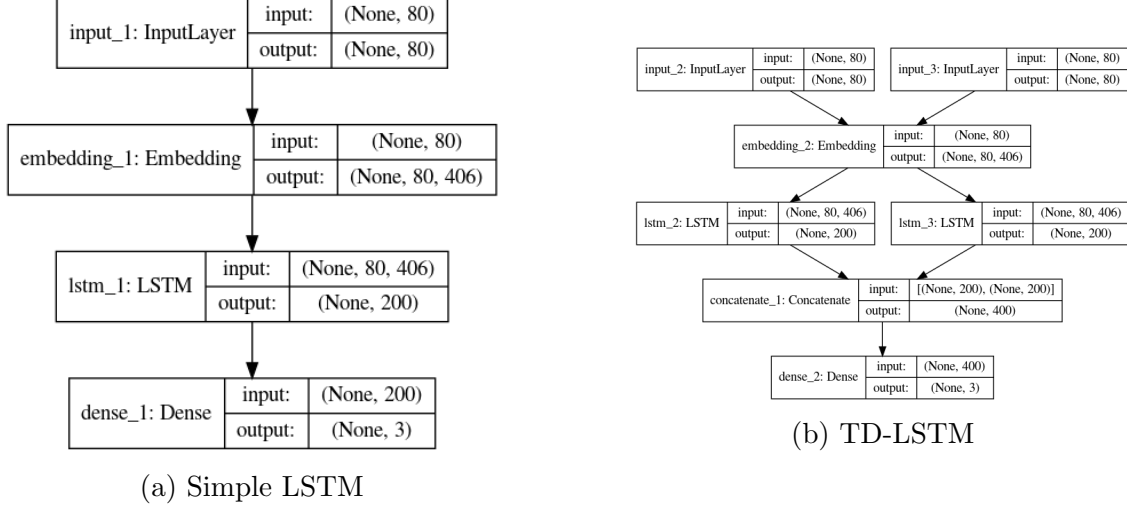 input_1: InputLayer
input: (None, 80)
output: (None, 80)
embedding_1: Embedding
input: (None, 80)
output: (None, 80, 406)
lstm_1: LSTM
input: (None, 80, 406)
output: (None, 200)
dense_1: Dense
input: (None, 200)
output: (None, 3)
(a) Simple LSTM
input_2: InputLayer
input: (None, 80)
output: (None, 80)
input_3: InputLayer
input: (None, 80)
output: (None, 80)
embedding_2: Embedding
input: (None, 80)
output: (None, 80, 406)
lstm_2: LSTM
input: (None, 80, 406)
output: (None, 200)
lstm_3: LSTM
input: (None, 80, 406)
output: (None, 200)
concatenate_1: Concatenate
input: [(None, 200), (None, 200)]
output: (None, 400)
dense_2: Dense
input: (None, 400)
output: (None, 3)
(b) TD-LSTM